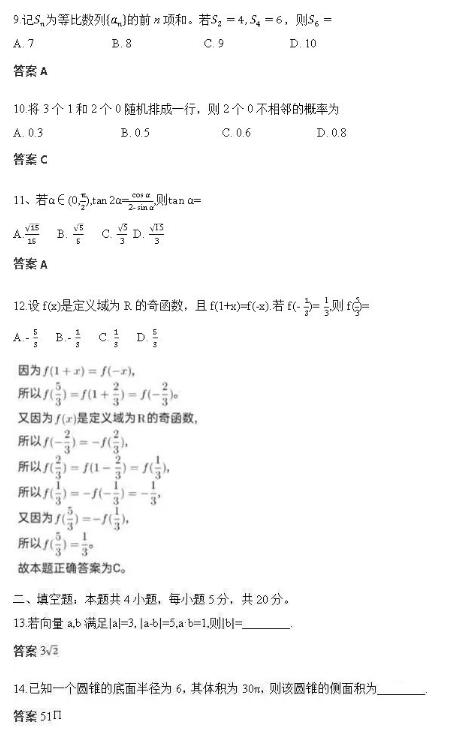 9.记Sₙ为等比数列{aₙ}的前 n 项和。若S₂ = 4, S₄ = 6，则S₆ =
A. 7 B. 8 C. 9 D. 10
答案 A
10.将 3 个 1 和 2 个 0 随机排成一行，则 2 个 0 不相邻的概率为
A. 0.3 B. 0.5 C. 0.6 D. 0.8
答案 C
11、若α∈(0,π/2),tan 2α=cos α/(2- sin α),则tan α=
A.√15/15 B. √5/5 C. √5/3 D. √15/3
答案 A
12.设 f(x)是定义域为 R 的奇函数，且 f(1+x)=f(-x).若 f(- 1/3)= 1/3,则 f(5/3)=
A.- 5/3 B.- 1/3 C. 1/3 D. 5/3
因为f(1 + x) = f(−x),
所以f(5/3) = f(1 + 2/3) = f(−2/3)。
又因为f(x)是定义域为R的奇函数,
所以f(−2/3) = −f(2/3),
所以f(2/3) = f(1 − 2/3) = f(1/3),
所以f(1/3) = −f(−1/3) = −1/3,
又因为f(5/3) = −f(1/3),
所以f(5/3) = 1/3。
故本题正确答案为C。
二、填空题：本题共 4 小题，每小题 5 分，共 20 分。
13.若向量 a,b 满足|a|=3, |a-b|=5,a·b=1,则|b|=________.
答案 3√2
14.已知一个圆锥的底面半径为 6，其体积为 30π，则该圆锥的侧面积为________.
答案 51Π